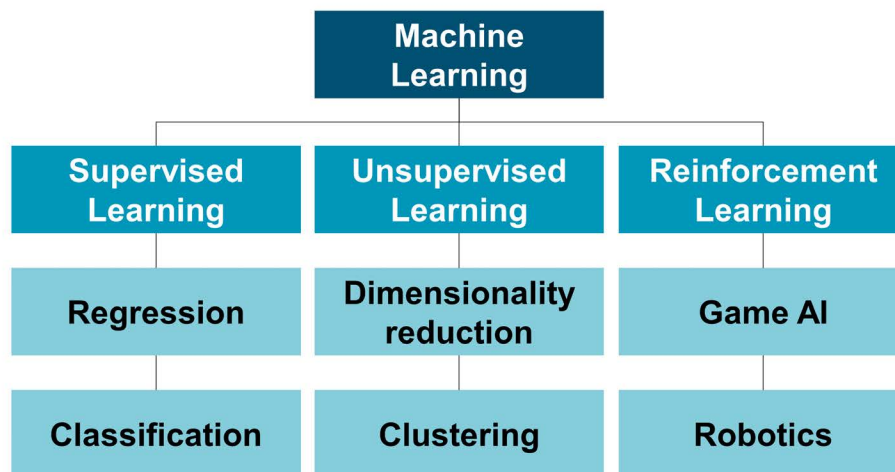 Machine
Learning
Supervised
Learning
Unsupervised
Learning
Reinforcement
Learning
Regression
Dimensionality
reduction
Game AI
Classification
Clustering
Robotics